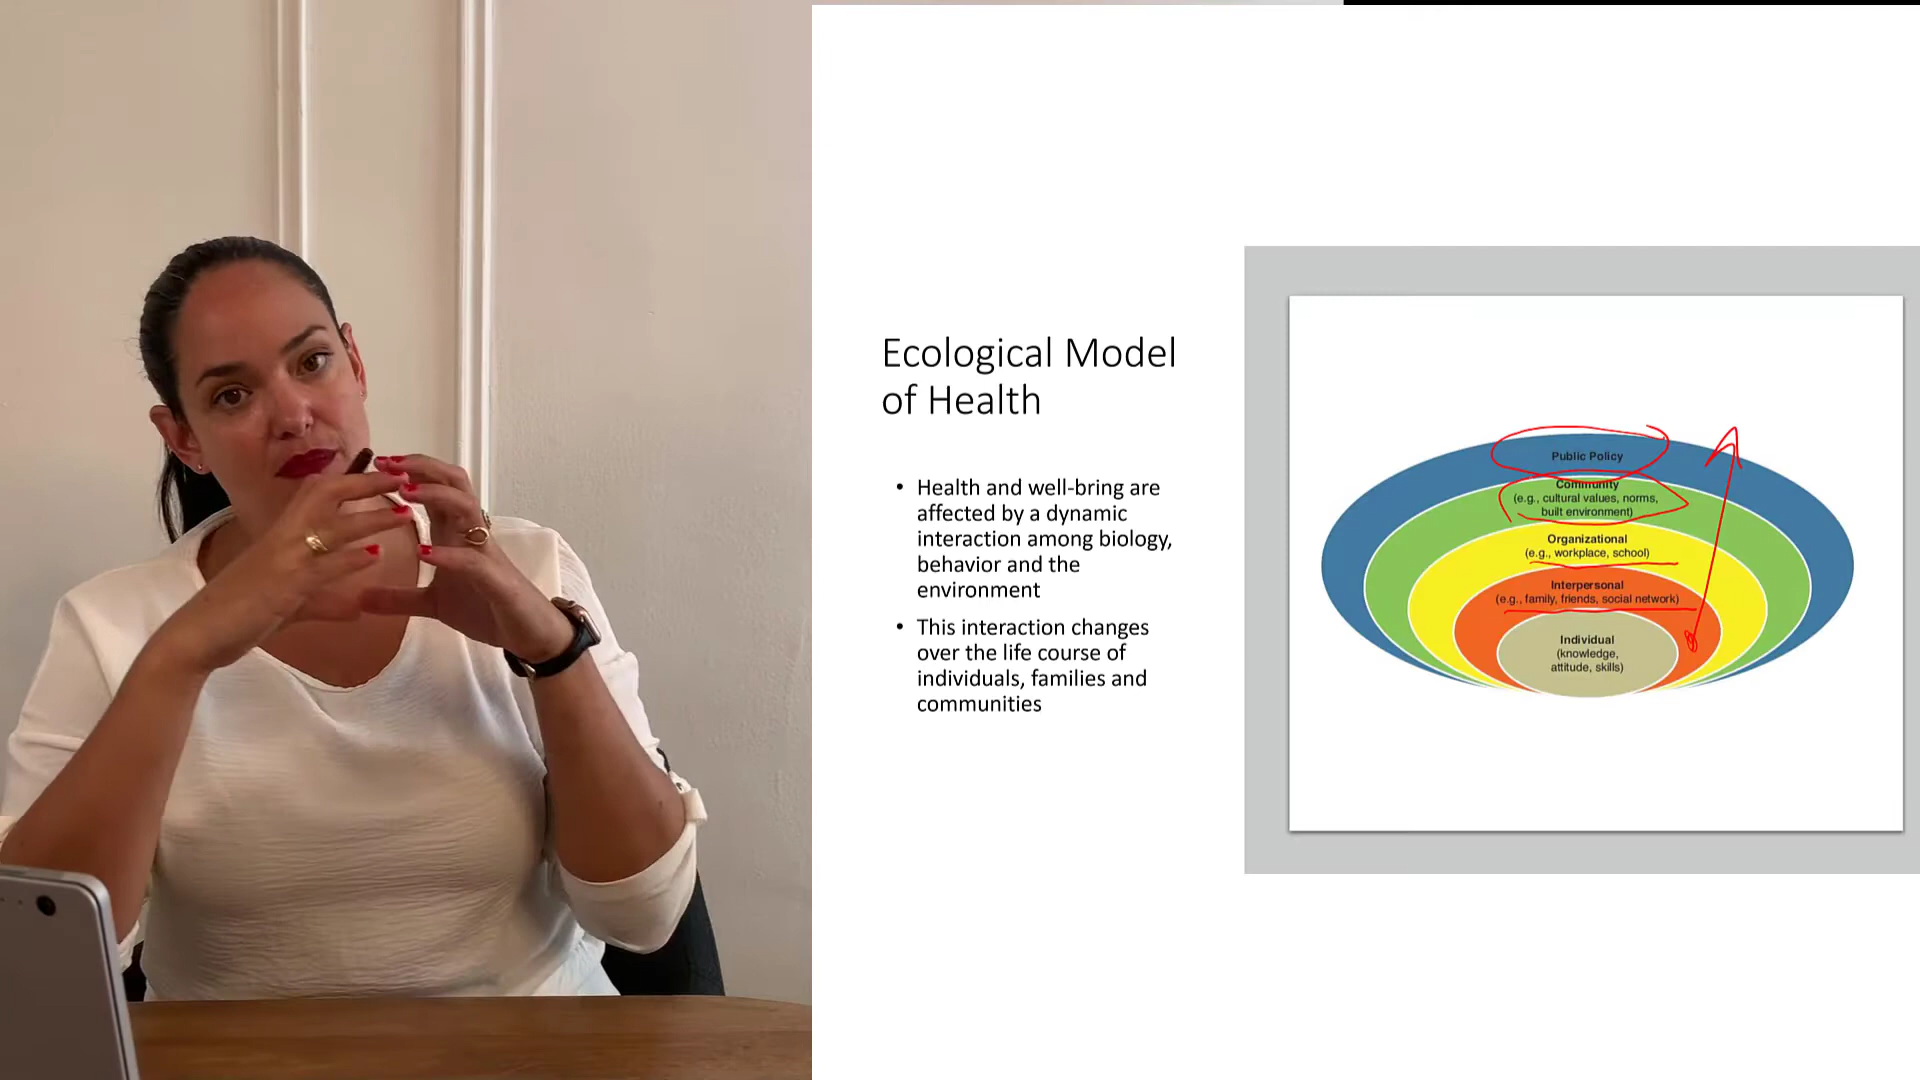 Ecological Model
of Health
• Health and well-bring are
affected by a dynamic
interaction among biology,
behavior and the
environment
• This interaction changes
over the life course of
individuals, families and
communities
Public Policy
Community
(e.g., cultural values, norms,
built environment)
Organizational
(e.g., workplace, school)
Interpersonal
(e.g., family, friends, social network)
Individual
(knowledge,
attitude, skills)